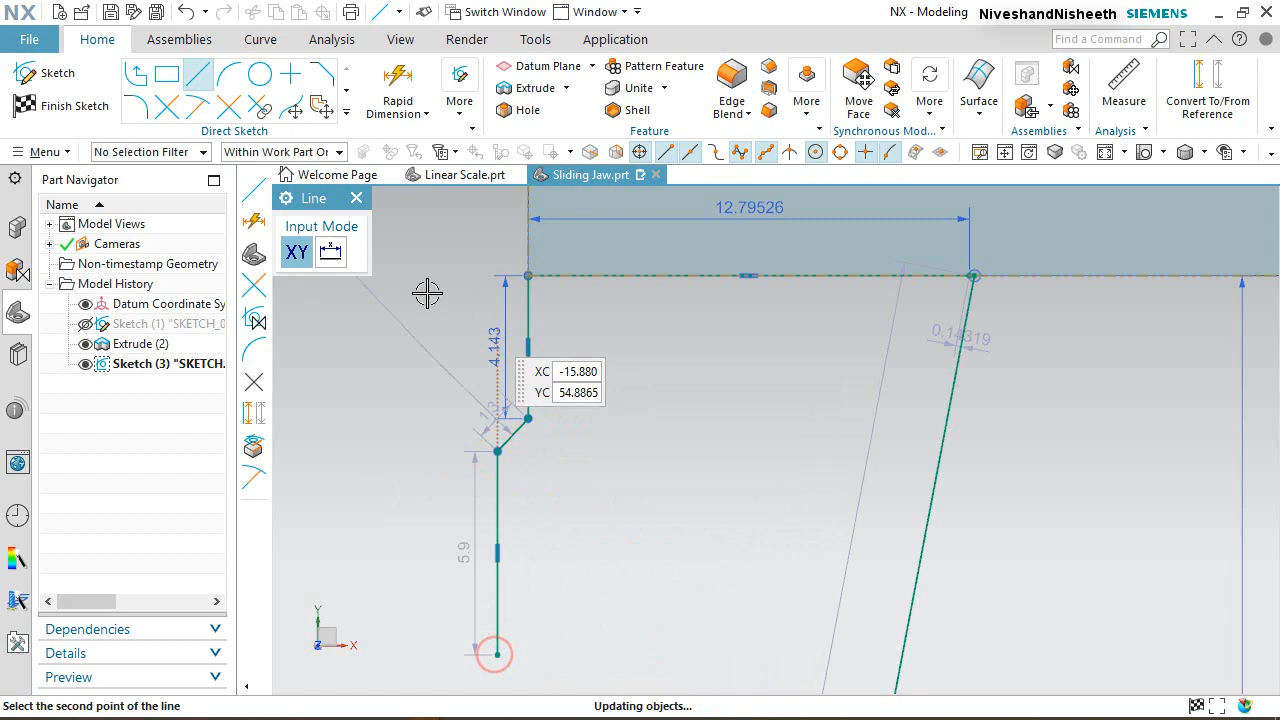 NX
Switch Window
Window
NX - Modeling
NiveshandNisheeth
SIEMENS
File
Home
Assemblies
Curve
Analysis
View
Render
Tools
Application
Find a Command
Sketch
Finish Sketch
Direct Sketch
Rapid
Dimension
More
Datum Plane
Extrude
Hole
Pattern Feature
Unite
Shell
Edge
Blend
More
Feature
Move
Face
More
Synchronous Mod...
Surface
Assemblies
Measure
Analysis
Convert To/From
Reference
Menu
No Selection Filter
Within Work Part Or
Part Navigator
Name
Model Views
Cameras
Non-timestamp Geometry
Model History
Datum Coordinate Sy
Sketch (1) "SKETCH_0
Extrude (2)
Sketch (3) "SKETCH.
Dependencies
Details
Preview
Welcome Page
Linear Scale.prt
Sliding Jaw.prt
Line
Input Mode
XY
12.79526
4.143
0.14319
XC -15.880
YC 54.8865
5.9
Y
Z
X
Select the second point of the line
Updating objects...